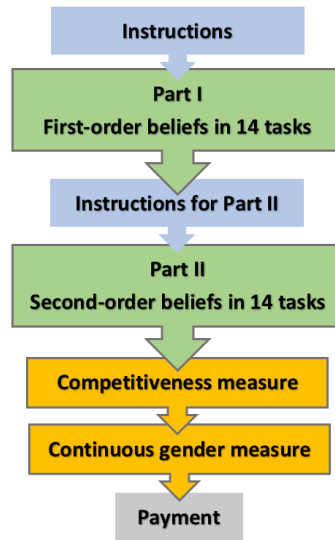 Instructions
Part I
First-order beliefs in 14 tasks
Instructions for Part II
Part II
Second-order beliefs in 14 tasks
Competitiveness measure
Continuous gender measure
Payment